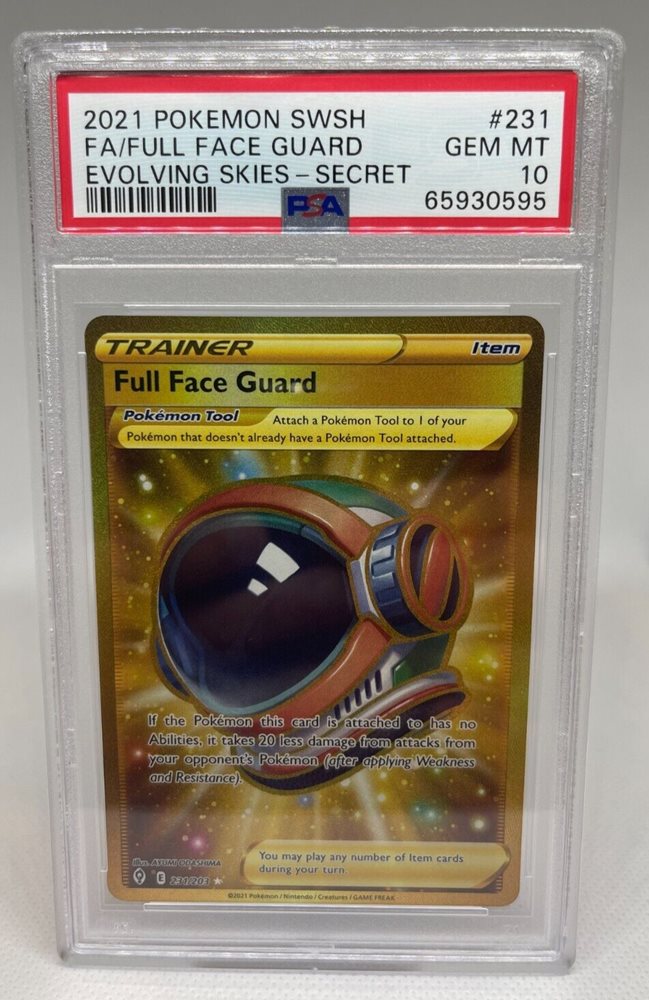 2021 POKEMON SWSH #231
FA/FULL FACE GUARD GEM MT
EVOLVING SKIES – SECRET 10
PSA 65930595
TRAINER Item
Full Face Guard
Pokémon Tool Attach a Pokémon Tool to 1 of your
Pokémon that doesn't already have a Pokémon Tool attached.
If the Pokémon this card is attached to has no
Abilities, it takes 20 less damage from attacks from
your opponent's Pokémon (after applying Weakness
and Resistance).
illus. AYUMI ODASHIMA
E 231/203 ★
You may play any number of Item cards
during your turn.
©2021 Pokémon / Nintendo / Creatures / GAME FREAK